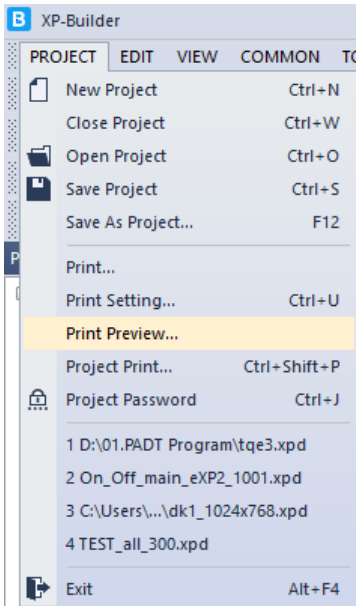 B XP-Builder
PROJECT EDIT VIEW COMMON
New Project Ctrl+N
Close Project Ctrl+W
Open Project Ctrl+O
Save Project Ctrl+S
Save As Project... F12
P
Print...
Print Setting... Ctrl+U
Print Preview...
Project Print... Ctrl+Shift+P
Project Password Ctrl+J
1 D:\01.PADT Program\tqe3.xpd
2 On_Off_main_eXP2_1001.xpd
3 C:\Users\...\dk1_1024x768.xpd
4 TEST_all_300.xpd
Exit Alt+F4